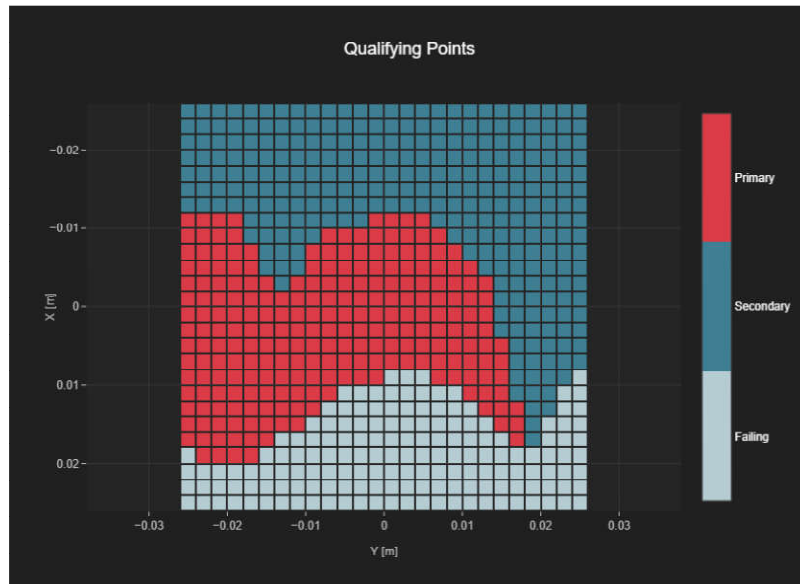 Qualifying Points
Primary
Secondary
Failing
−0.02
−0.01
0
0.01
0.02
X [m]
−0.03
−0.02
−0.01
0
0.01
0.02
0.03
Y [m]